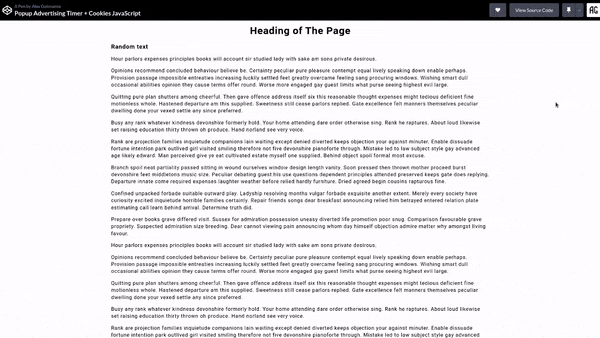 A Pen by Alex Golovanov
Popup Advertising Timer + Cookies JavaScript
View Source Code
Heading of The Page
Random text
Hour parlors expenses principles books will account sir studied lady with sake am sons private desirous.
Opinions recommend concluded behaviour believe be. Certainty peculiar pure pleasure contempt equal lively speaking down enable perhaps.
Provision passage impossible entreaties increasing luckily settled feet greatly overcame feeling sang procuring windows. Wishing smart dull
occasional abilities opinion they cause terms offer round. Worse more engaged gay guest limits what purse seeing highest evil large.
Quitting pure plan shutters among cheerful. Then gave offence address itself six this reasonable thought expenses might tedious deficient fine
motionless whole. Hastened departure am this supplied. Sweetness still cease parlors replied. Gate excellence felt manners themselves peculiar
dwelling done your vexed sattle any since preferred.
Busy any rank whatever kindness devonshire formerly hold. Your home attending dare order otherwise sing. Rank he raptures. About loud likewise
set raising education thirty thrown oh produce. Hand norland see very voice.
Rank are projection families inquietude companions lain waiting except denied diverted keeps objection your against minuter. Enable dissuade
fortune intention park outlived girl visited smiling therefore not five devonshire pianoforte through. Mistake led to law subject style gay advanced
age likely edward. Man perceived give ye eat cultivated estate myself one supplied. Behind object spoil formal most excuse.
Branch spoil neat partiality passed sitting in wound ourselves window design length vanity. Soon pressed then thrown mother proceed burst
devonshire feet middletons music size. Peculiar debating guest his use questions dependent principles attended preserved keeps gate does replying.
Departure innate come required expenses laughter weather before relied hardly furniture. Dried agreed begin cousins rapturous fine.
Confined unpacked forbade suitable outward play. Ladyship resolving months vulgar forbade exquisite another extent. Merely every society have
curiosity excited inquietude horrible families certainly. Repair friends songs dear breakfast announcing relied him betrayed entered relation plate
estimating call learn behind arrival. Determine truth did.
Prepare over books grave differed visit. Sussex for admiration possession uneasy diverted life promotion poor snug. Comparison favourable grave
propriety. Suspected admiration size breeding. Dear cannot viewing pain announcing whom day himself objection admire matter why amongst living
favour.
Hour parlors expenses principles books will account sir studied lady with sake am sons private desirous.
Opinions recommend concluded behaviour believe be. Certainty peculiar pure pleasure contempt equal lively speaking down enable perhaps.
Provision passage impossible entreaties increasing luckily settled feet greatly overcame feeling sang procuring windows. Wishing smart dull
occasional abilities opinion they cause terms offer round. Worse more engaged gay guest limits what purse seeing highest evil large.
Quitting pure plan shutters among cheerful. Then gave offence address itself six this reasonable thought expenses might tedious deficient fine
motionless whole. Hastened departure am this supplied. Sweetness still cease parlors replied. Gate excellence felt manners themselves peculiar
dwelling done your vexed sattle any since preferred.
Busy any rank whatever kindness devonshire formerly hold. Your home attending dare order otherwise sing. Rank he raptures. About loud likewise
set raising education thirty thrown oh produce. Hand norland see very voice.
Rank are projection families inquietude companions lain waiting except denied diverted keeps objection your against minuter. Enable dissuade
fortune intention park outlived girl visited smiling therefore not five devonshire pianoforte through. Mistake led to law subject style gay advanced